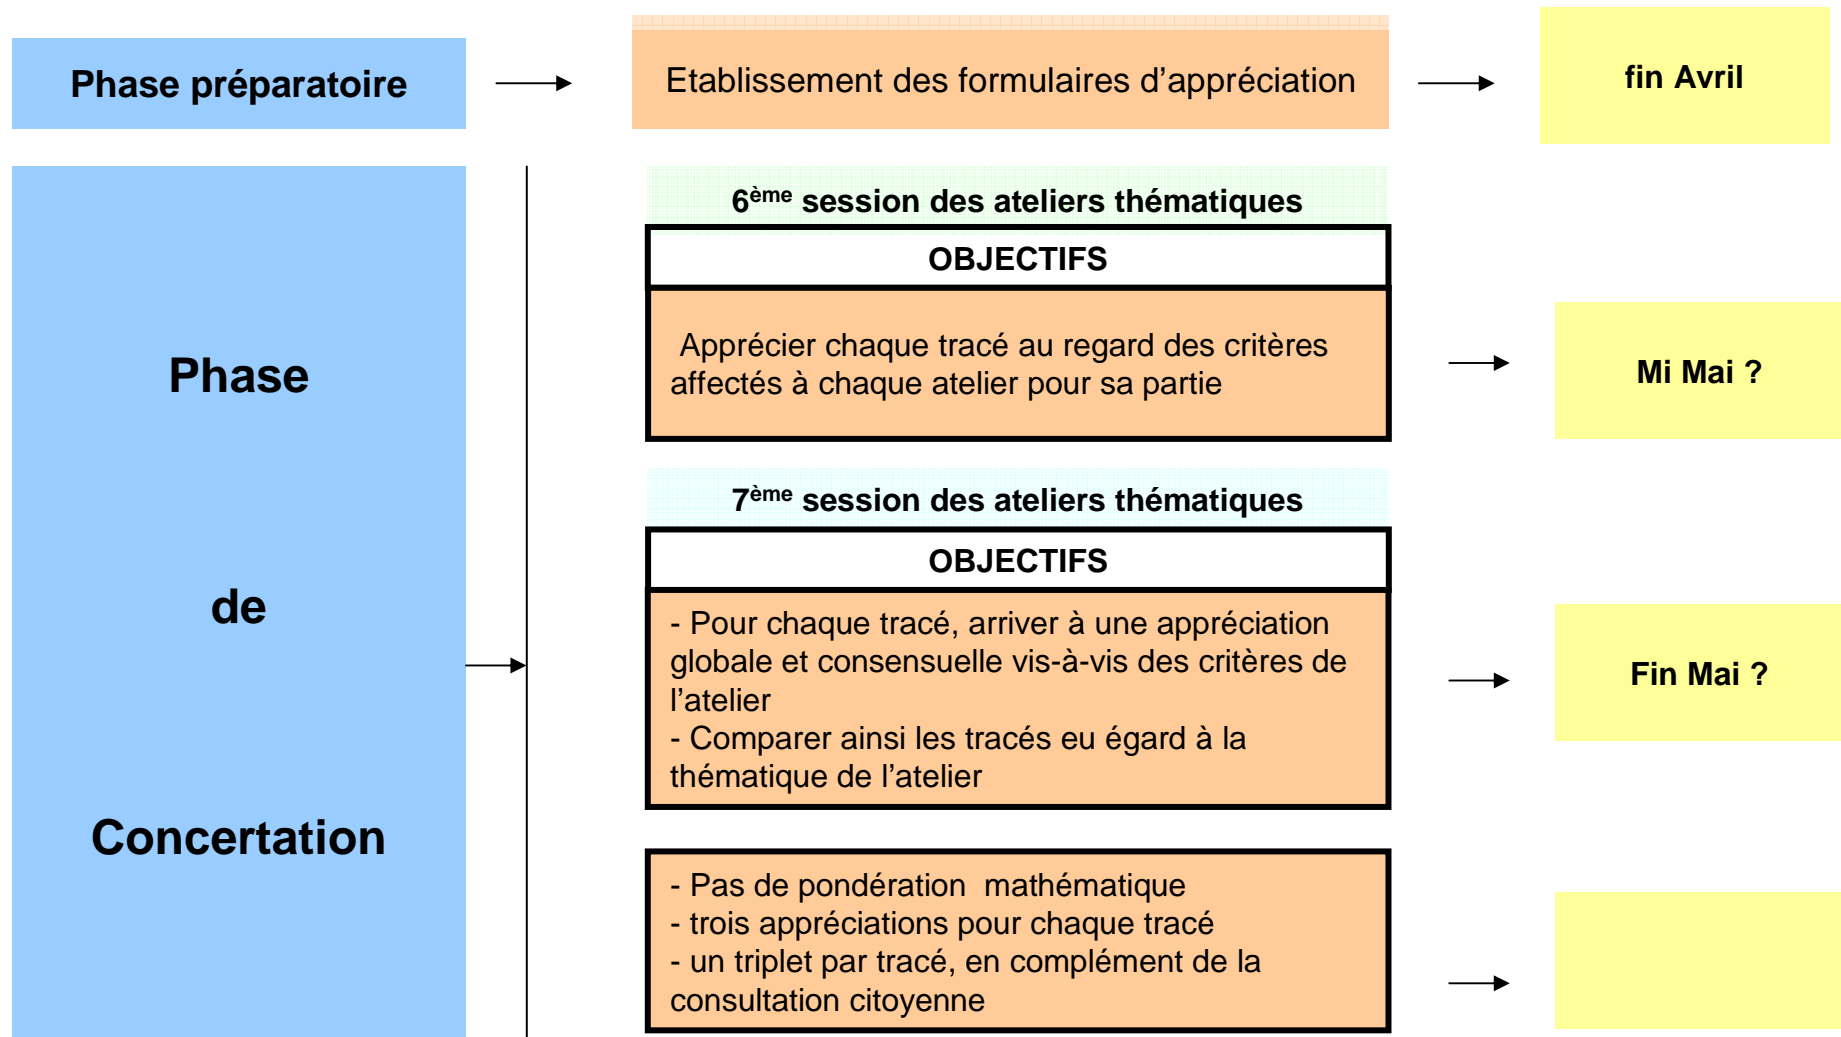 Phase préparatoire
Etablissement des formulaires d’appréciation
fin Avril
Phase
de
Concertation
6ème session des ateliers thématiques
OBJECTIFS
Apprécier chaque tracé au regard des critères
affectés à chaque atelier pour sa partie
Mi Mai ?
7ème session des ateliers thématiques
OBJECTIFS
- Pour chaque tracé, arriver à une appréciation
globale et consensuelle vis-à-vis des critères de
l’atelier
- Comparer ainsi les tracés eu égard à la
thématique de l’atelier
Fin Mai ?
- Pas de pondération  mathématique
- trois appréciations pour chaque tracé
- un triplet par tracé, en complément de la
consultation citoyenne